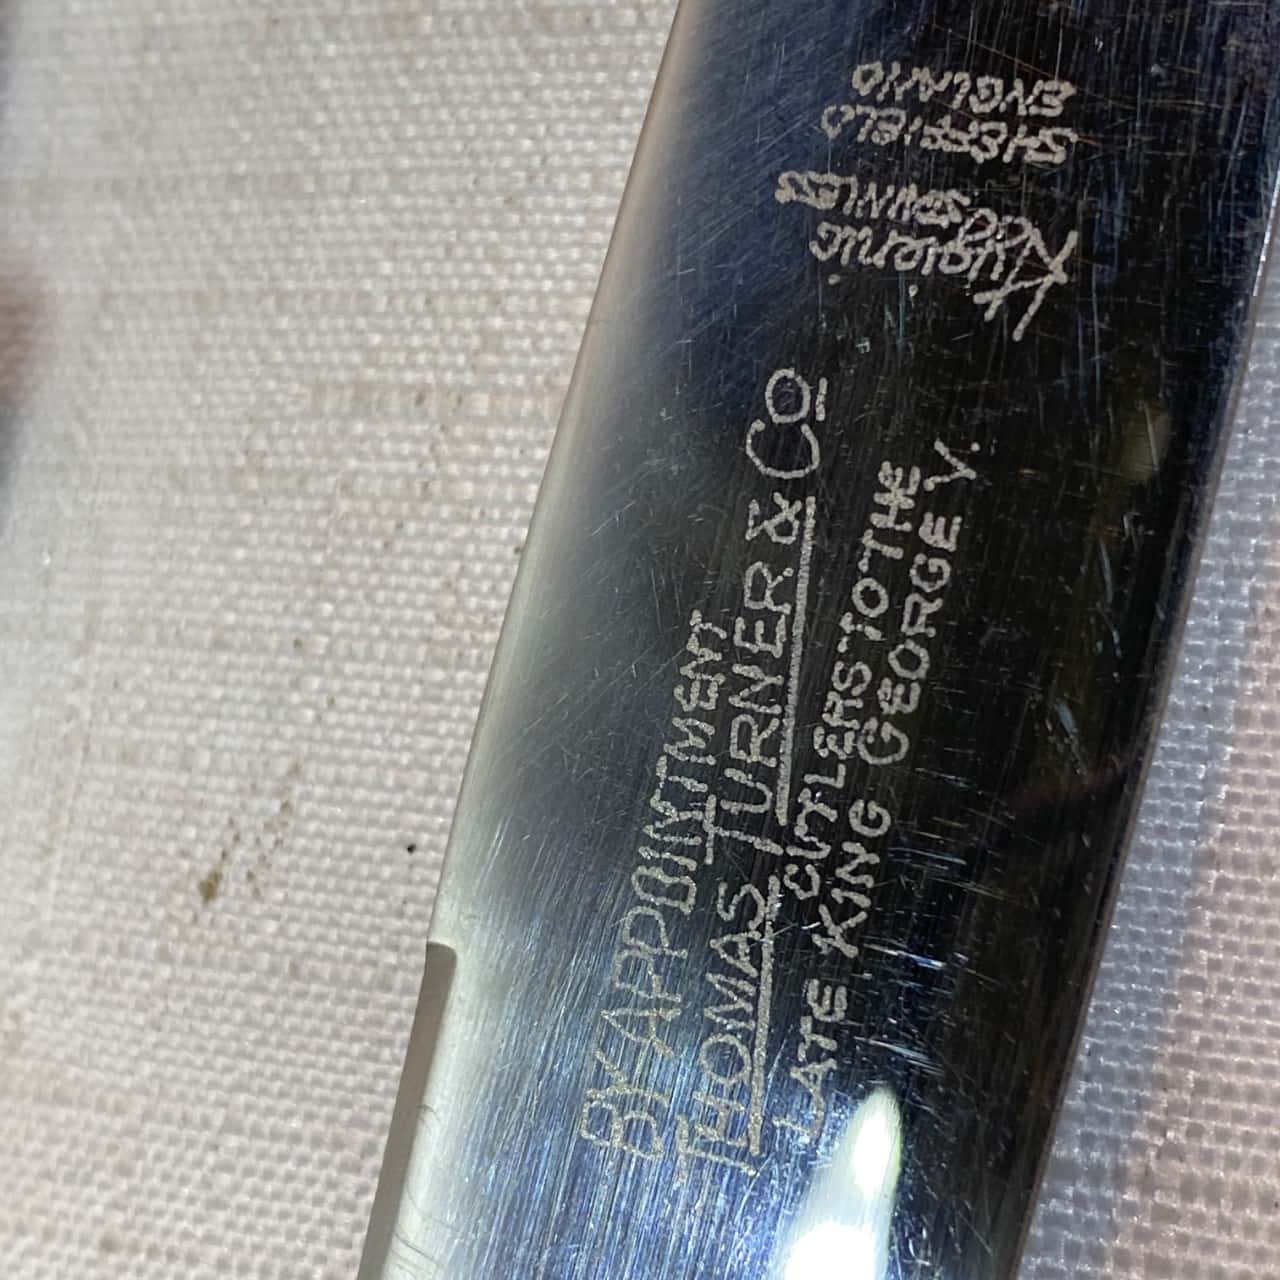 BY APPOINTMENT
THOMAS TURNER & Co
CUTLERS TO THE
LATE KING GEORGE V.
SHEFFIELD
ENGLAND